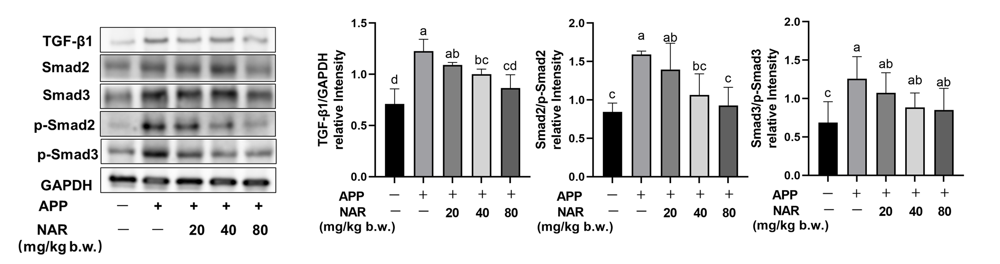 TGF-β1
Smad2
Smad3
p-Smad2
p-Smad3
GAPDH
APP — + + + +
NAR — — 20 40 80
(mg/kg b.w.)
TGF-β1/GAPDH
relative Intensity
1.5
1.0
0.5
0.0
d a ab bc cd
APP — + + + +
NAR — — 20 40 80
(mg/kg b.w.)
Smad2/p-Smad2
relative Intensity
2.0
1.5
1.0
0.5
0.0
c a ab bc c
APP — + + + +
NAR — — 20 40 80
(mg/kg b.w.)
Smad3/p-Smad3
relative Intensity
2.0
1.5
1.0
0.5
0.0
c a ab ab ab
APP — + + + +
NAR — — 20 40 80
(mg/kg b.w.)